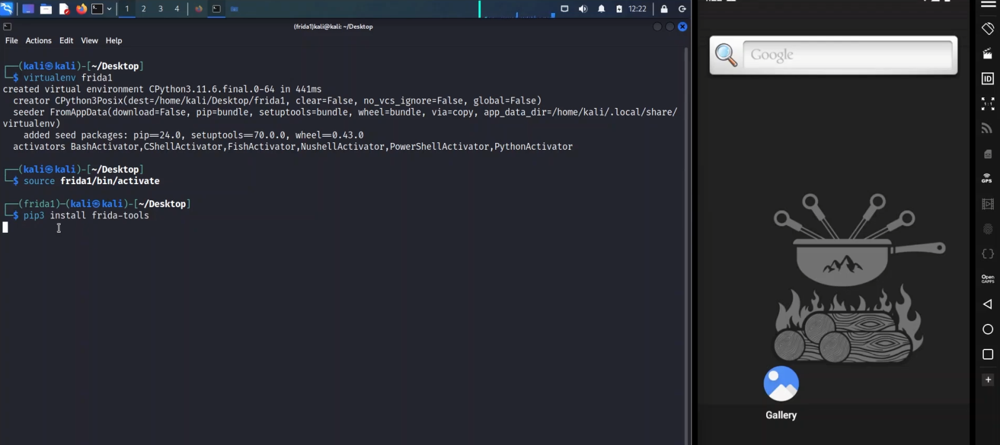 1 2 3 4 12:22
(frida1)kali@kali: ~/Desktop
File Actions Edit View Help
┌──(kali㉿kali)-[~/Desktop]
└─$ virtualenv frida1
created virtual environment CPython3.11.6.final.0-64 in 441ms
creator CPython3Posix(dest=/home/kali/Desktop/frida1, clear=False, no_vcs_ignore=False, global=False)
seeder FromAppData(download=False, pip=bundle, setuptools=bundle, wheel=bundle, via=copy, app_data_dir=/home/kali/.local/share/
virtualenv)
added seed packages: pip==24.0, setuptools==70.0.0, wheel==0.43.0
activators BashActivator,CShellActivator,FishActivator,NushellActivator,PowerShellActivator,PythonActivator
┌──(kali㉿kali)-[~/Desktop]
└─$ source frida1/bin/activate
┌──(frida1)─(kali㉿kali)-[~/Desktop]
└─$ pip3 install frida-tools
Google
Gallery
ID
1:1
GPS
Open
GAPPS